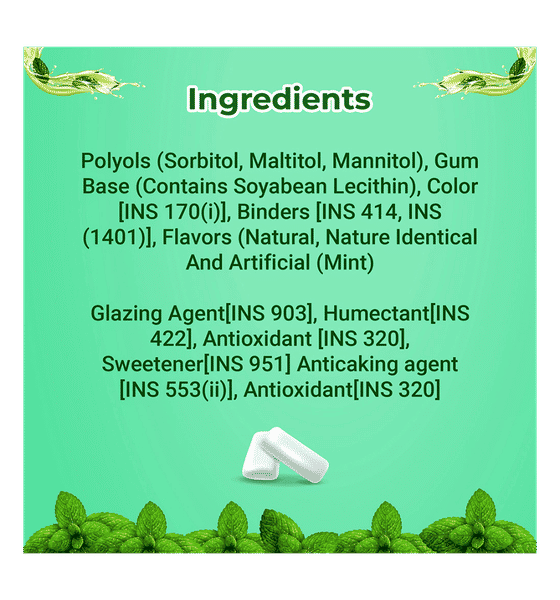 Ingredients
Polyols (Sorbitol, Maltitol, Mannitol), Gum
Base (Contains Soyabean Lecithin), Color
[INS 170(i)], Binders [INS 414, INS
(1401)], Flavors (Natural, Nature Identical
And Artificial (Mint)
Glazing Agent[INS 903], Humectant[INS
422], Antioxidant [INS 320],
Sweetener[INS 951] Anticaking agent
[INS 553(ii)], Antioxidant[INS 320]